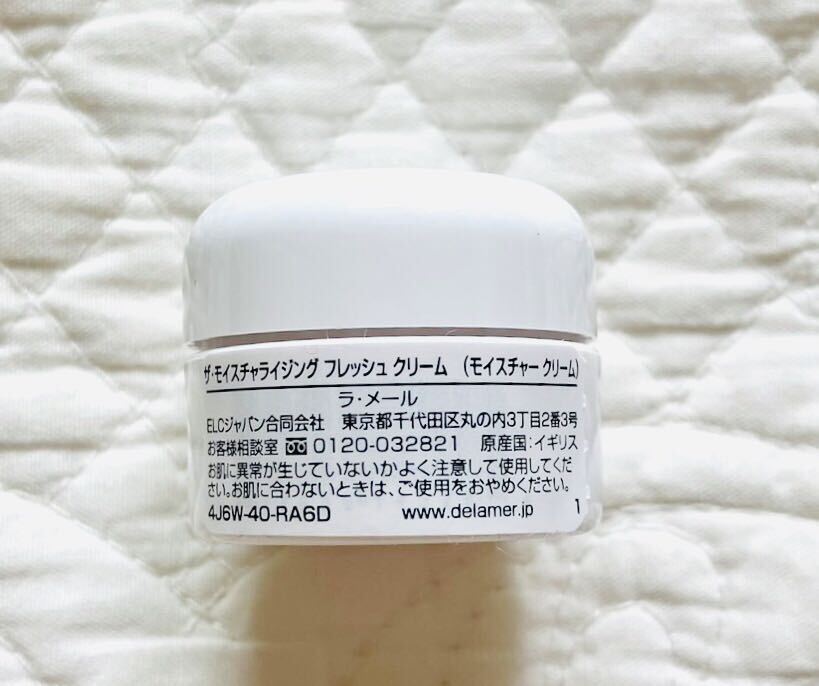 ザ・モイスチャライジング フレッシュ クリーム (モイスチャー クリーム)
ラ・メール
ELCジャパン合同会社 東京都千代田区丸の内3丁目2番3号
お客様相談室 0120-032821 原産国:イギリス
お肌に異常が生じていないかよく注意して使用してくだ
さい。お肌に合わないときは、ご使用をおやめください。
4J6W-40-RA6D www.delamer.jp 1